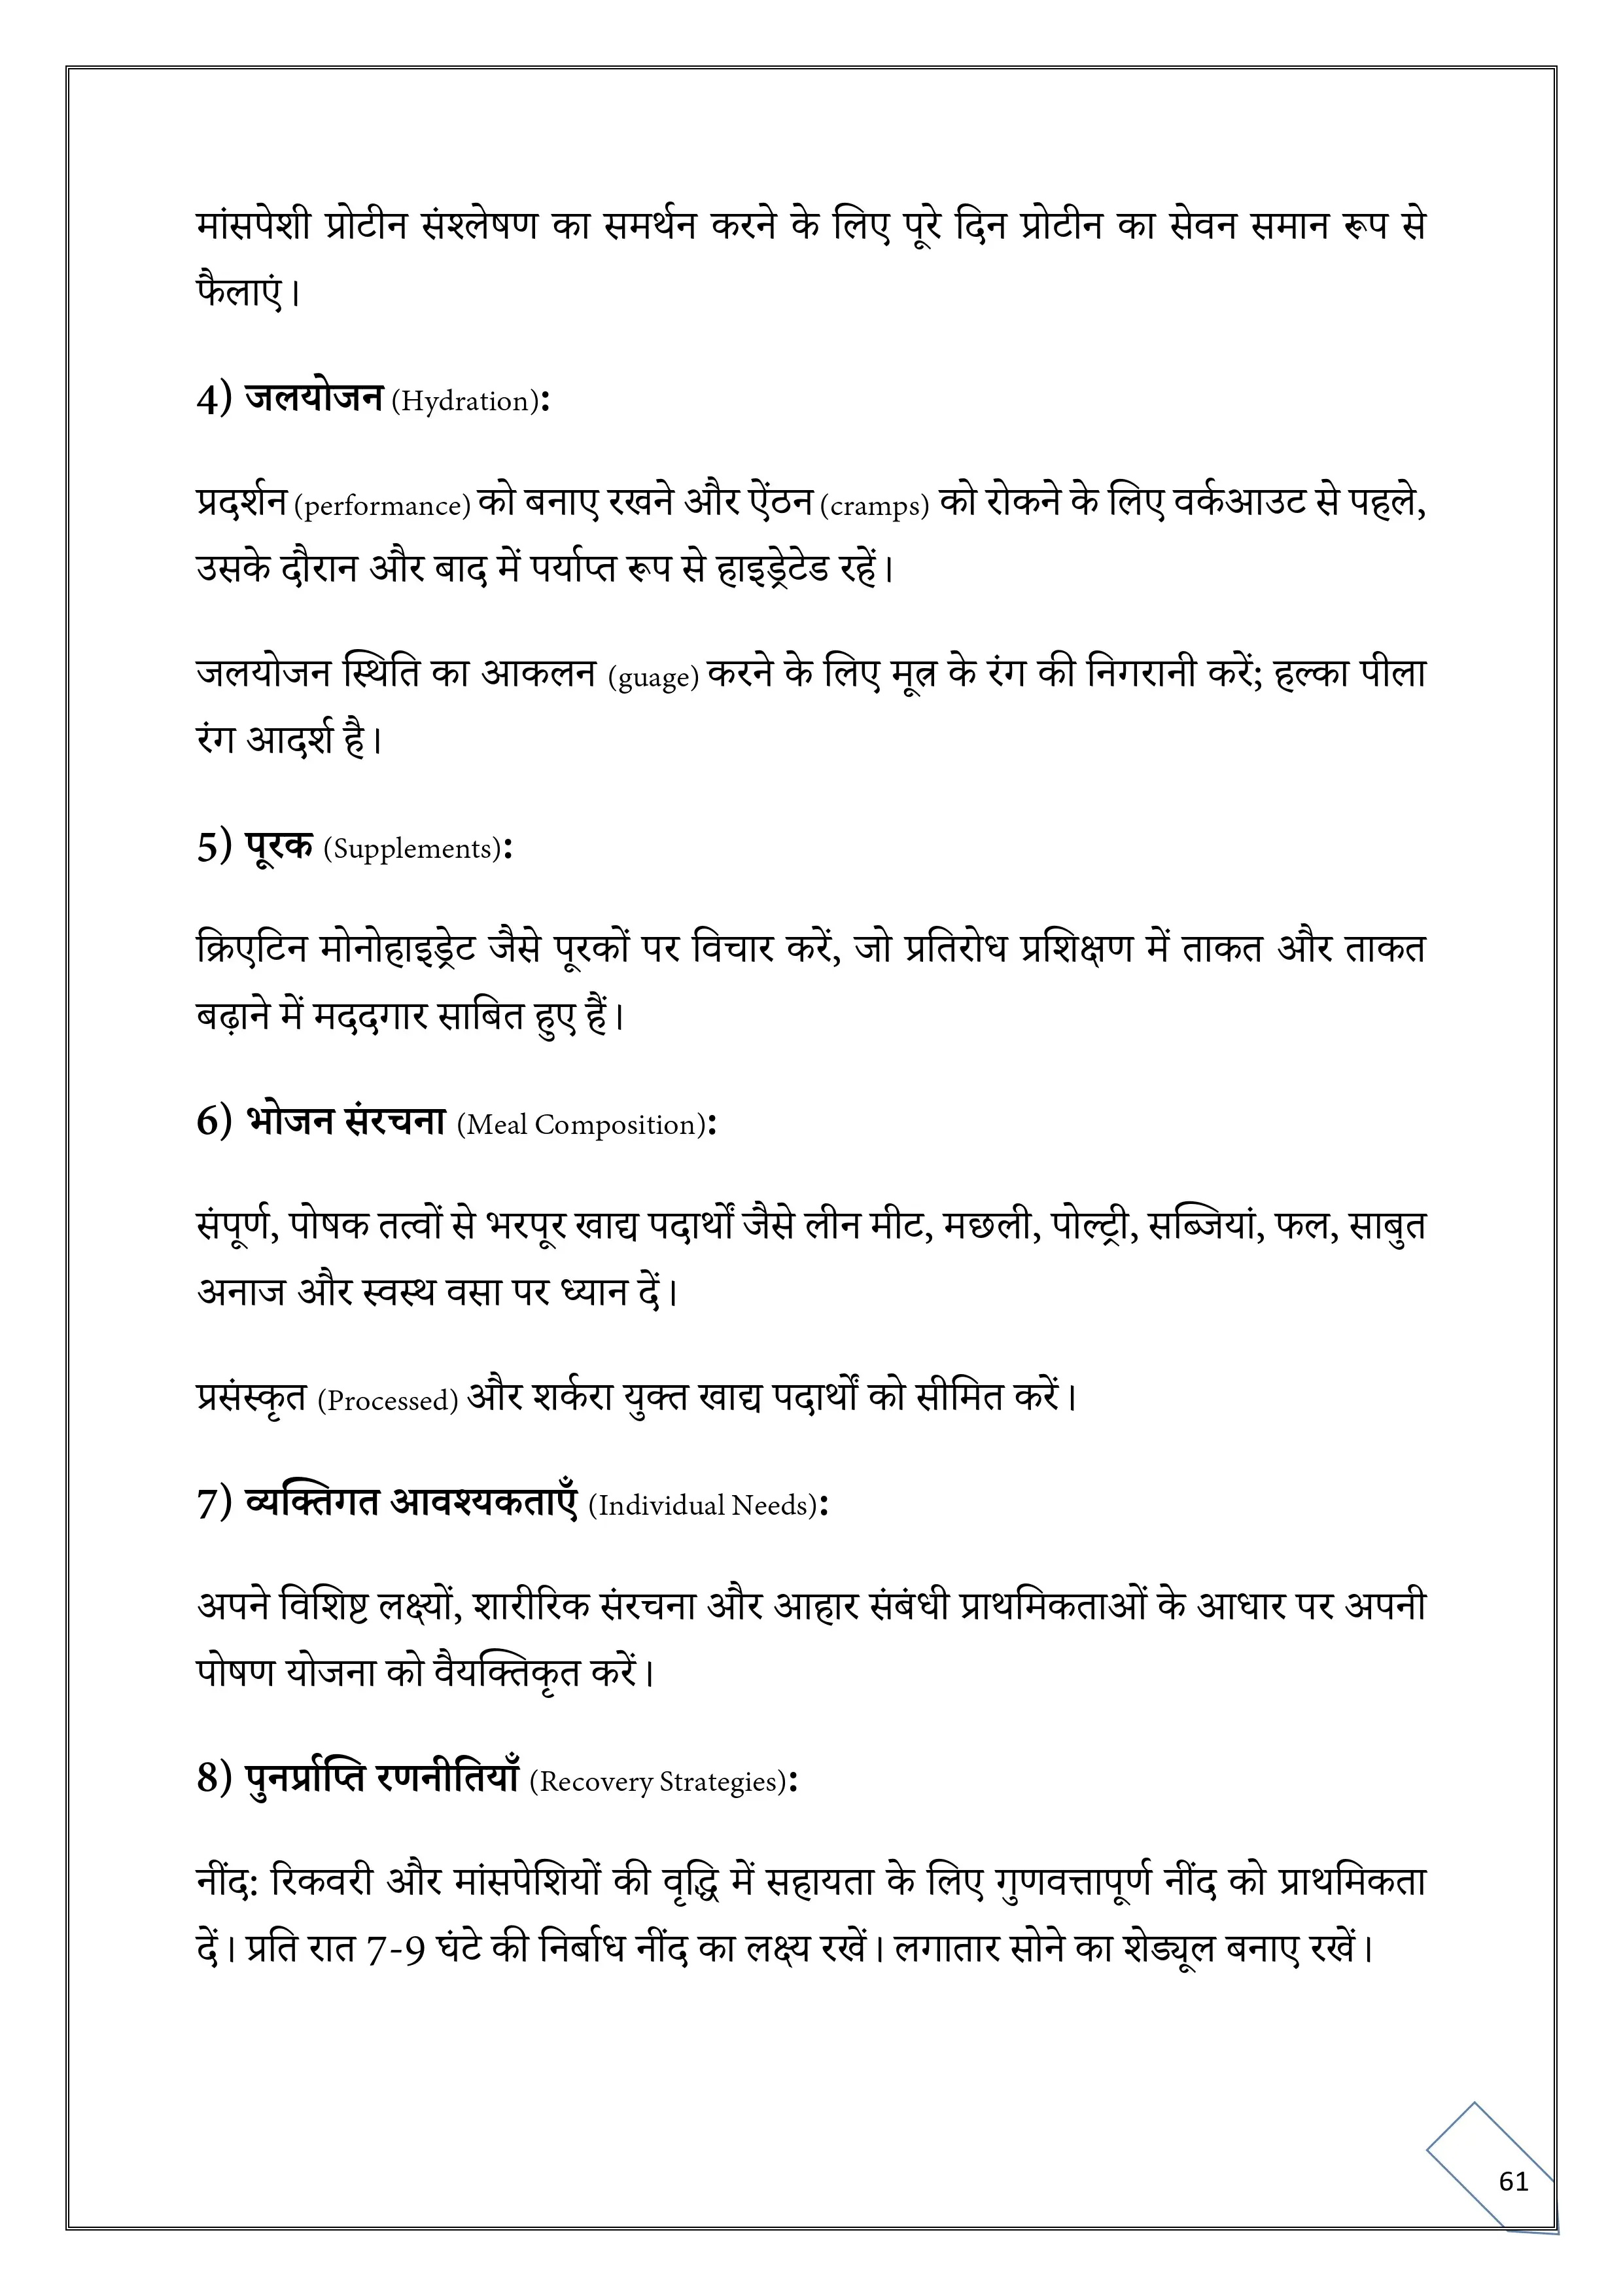 मांसपेशी प्रोटीन संश्लेषण का समर्थन करने के लिए पूरे दिन प्रोटीन का सेवन समान रूप से
फैलाएं।
4) जलयोजन (Hydration):
प्रदर्शन (performance) को बनाए रखने और ऐंठन (cramps) को रोकने के लिए वर्कआउट से पहले,
उसके दौरान और बाद में पर्याप्त रूप से हाइड्रेटेड रहें।
जलयोजन स्थिति का आकलन (guage) करने के लिए मूत्र के रंग की निगरानी करें; हल्का पीला
रंग आदर्श है।
5) पूरक (Supplements):
क्रिएटिन मोनोहाइड्रेट जैसे पूरकों पर विचार करें, जो प्रतिरोध प्रशिक्षण में ताकत और ताकत
बढ़ाने में मददगार साबित हुए हैं।
6) भोजन संरचना (Meal Composition):
संपूर्ण, पोषक तत्वों से भरपूर खाद्य पदार्थों जैसे लीन मीट, मछली, पोल्ट्री, सब्जियां, फल, साबुत
अनाज और स्वस्थ वसा पर ध्यान दें।
प्रसंस्कृत (Processed) और शर्करा युक्त खाद्य पदार्थों को सीमित करें।
7) व्यक्तिगत आवश्यकताएँ (Individual Needs):
अपने विशिष्ट लक्ष्यों, शारीरिक संरचना और आहार संबंधी प्राथमिकताओं के आधार पर अपनी
पोषण योजना को वैयक्तिकृत करें।
8) पुनर्प्राप्ति रणनीतियाँ (Recovery Strategies):
नींद: रिकवरी और मांसपेशियों की वृद्धि में सहायता के लिए गुणवत्तापूर्ण नींद को प्राथमिकता
दें। प्रति रात 7-9 घंटे की निर्बाध नींद का लक्ष्य रखें। लगातार सोने का शेड्यूल बनाए रखें।
61